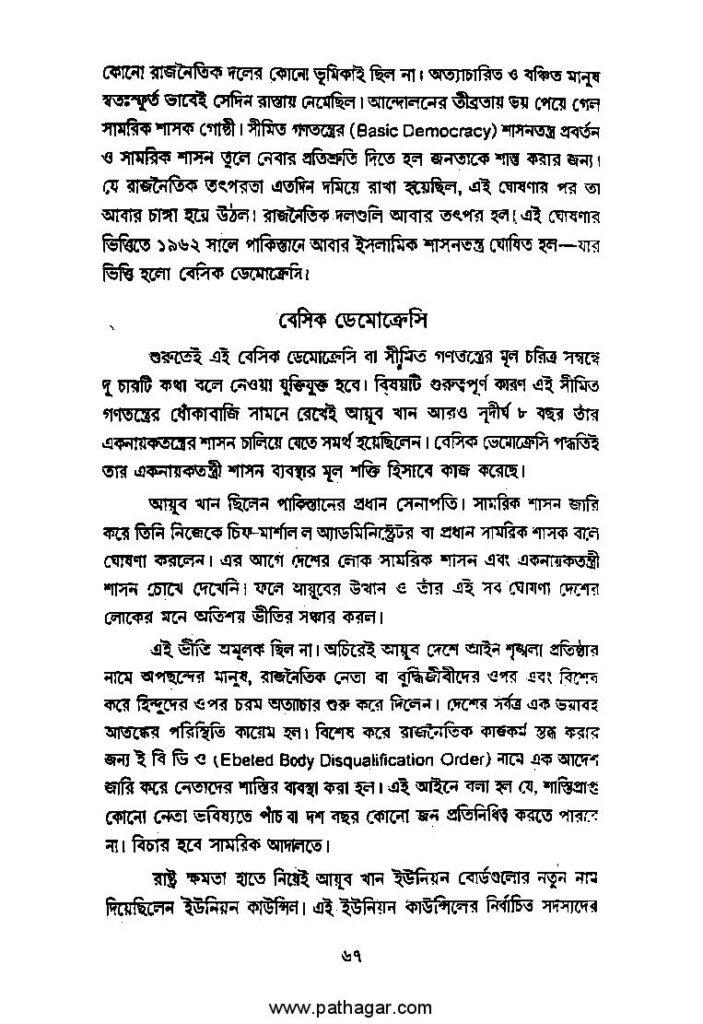 কোনো রাজনৈতিক দলের কোনো ভূমিকাই ছিল না। অত্যাচারিত ও বঞ্চিত মানুষ
স্বতঃস্ফূর্ত ভাবেই সেদিন রাস্তায় নেমেছিল। আন্দোলনের তীব্রতায় ভয় পেয়ে গেল
সামরিক শাসক গোষ্ঠী। সীমিত গণতন্ত্রের (Basic Democracy) শাসনতন্ত্র প্রবর্তন
ও সামরিক শাসন তুলে নেবার প্রতিশ্রুতি দিতে হল জনতাকে শান্ত করার জন্য।
যে রাজনৈতিক তৎপরতা এতদিন দমিয়ে রাখা হয়েছিল, এই ঘোষণার পর তা
আবার চাঙ্গা হয়ে উঠল। রাজনৈতিক দলগুলি আবার তৎপর হল। এই ঘোষণার
ভিত্তিতে ১৯৬২ সালে পাকিস্তানে আবার ইসলামিক শাসনতন্ত্র ঘোষিত হল—যার
ভিত্তি হলো বেসিক ডেমোক্রেসি।
বেসিক ডেমোক্রেসি
শুরুতেই এই বেসিক ডেমোক্রেসি বা সীমিত গণতন্ত্রের মূল চরিত্র সম্বন্ধে
দু চারটি কথা বলে নেওয়া যুক্তিযুক্ত হবে। বিষয়টি গুরুত্বপূর্ণ কারণ এই সীমিত
গণতন্ত্রের ধোঁকাবাজি সামনে রেখেই আয়ুব খান আরও সুদীর্ঘ ৮ বছর তাঁর
একনায়কতন্ত্রের শাসন চালিয়ে যেতে সমর্থ হয়েছিলেন। বেসিক ডেমোক্রেসি পদ্ধতিই
তার একনায়কতন্ত্রী শাসন ব্যবস্থার মূল শক্তি হিসাবে কাজ করেছে।
আয়ুব খান ছিলেন পাকিস্তানের প্রধান সেনাপতি। সামরিক শাসন জারি
করে তিনি নিজেকে চিফ-মার্শাল ল অ্যাডমিনিস্ট্রেটর বা প্রধান সামরিক শাসক বলে
ঘোষণা করলেন। এর আগে দেশের লোক সামরিক শাসন এবং একনায়কতন্ত্রী
শাসন চোখে দেখেনি। ফলে আয়ুবের উত্থান ও তাঁর এই সব ঘোষণা দেশের
লোকের মনে অতিশয় ভীতির সঞ্চার করল।
এই ভীতি অমূলক ছিল না। অচিরেই আয়ুব দেশে আইন শৃঙ্খলা প্রতিষ্ঠার
নামে অপছন্দের মানুষ, রাজনৈতিক নেতা বা বুদ্ধিজীবীদের ওপর এবং বিশেষ
করে হিন্দুদের ওপর চরম অত্যাচার শুরু করে দিলেন। দেশের সর্বত্র এক ভয়াবহ
আতঙ্কের পরিস্থিতি কায়েম হল। বিশেষ করে রাজনৈতিক কাজকর্ম স্তব্ধ করার
জন্য ই বি ডি ও (Ebeted Body Disqualification Order) নামে এক আদেশ
জারি করে নেতাদের শাস্তির ব্যবস্থা করা হল। এই আইনে বলা হল যে, শাস্তিপ্রাপ্ত
কোনো নেতা ভবিষ্যতে পাঁচ বা দশ বছর কোনো জন প্রতিনিধিত্ব করতে পারবে
না। বিচার হবে সামরিক আদালতে।
রাষ্ট্র ক্ষমতা হাতে নিয়েই আয়ুব খান ইউনিয়ন বোর্ডগুলোর নতুন নাম
দিয়েছিলেন ইউনিয়ন কাউন্সিল। এই ইউনিয়ন কাউন্সিলের নির্বাচিত সদস্যদের
৬৭
www.pathagar.com